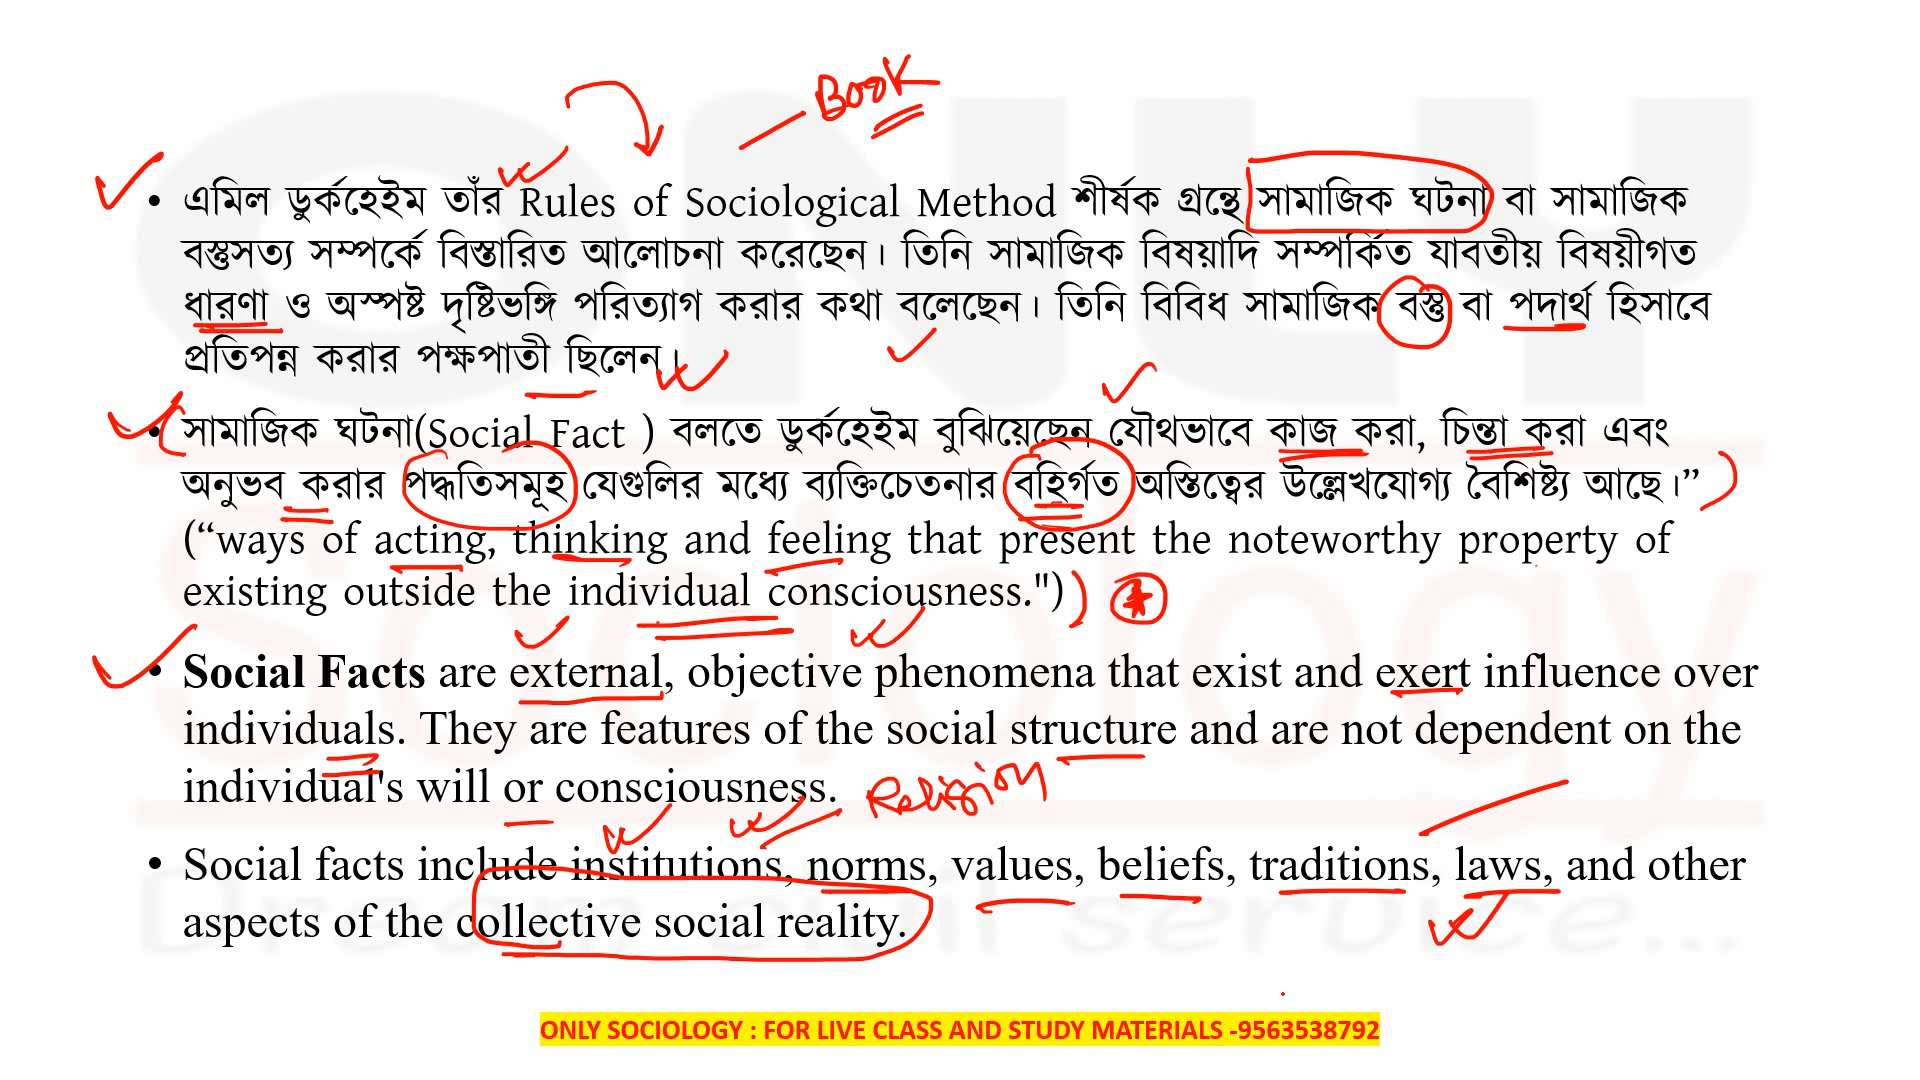 Book
• এমিল ডুর্কহেইম তাঁর Rules of Sociological Method শীর্ষক গ্রন্থে সামাজিক ঘটনা বা সামাজিক
বস্তুসত্য সম্পর্কে বিস্তারিত আলোচনা করেছেন। তিনি সামাজিক বিষয়াদি সম্পর্কিত যাবতীয় বিষয়ীগত
ধারণা ও অস্পষ্ট দৃষ্টিভঙ্গি পরিত্যাগ করার কথা বলেছেন। তিনি বিবিধ সামাজিক বস্তু বা পদার্থ হিসাবে
প্রতিপন্ন করার পক্ষপাতী ছিলেন।
• সামাজিক ঘটনা(Social Fact ) বলতে ডুর্কহেইম বুঝিয়েছেন যৌথভাবে কাজ করা, চিন্তা করা এবং
অনুভব করার পদ্ধতিসমূহ যেগুলির মধ্যে ব্যক্তিচেতনার বহির্গত অস্তিত্বের উল্লেখযোগ্য বৈশিষ্ট্য আছে।”
(“ways of acting, thinking and feeling that present the noteworthy property of
existing outside the individual consciousness.")
• Social Facts are external, objective phenomena that exist and exert influence over
individuals. They are features of the social structure and are not dependent on the
individual's will or consciousness.
Religion
• Social facts include institutions, norms, values, beliefs, traditions, laws, and other
aspects of the collective social reality.
ONLY
Sociology
Dream civil service...
ONLY SOCIOLOGY : FOR LIVE CLASS AND STUDY MATERIALS -9563538792